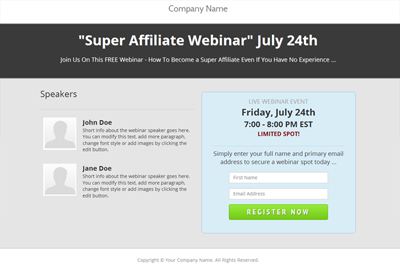 Company Name
"Super Affiliate Webinar" July 24th
Join Us On This FREE Webinar - How To Become a Super Affiliate Even If You Have No Experience ...
Speakers
John Doe
Short info about the webinar speaker goes here.
You can modify this text, add more paragraph,
change font style or add images by clicking the
edit button.
Jane Doe
Short info about the webinar speaker goes here.
You can modify this text, add more paragraph,
change font style or add images by clicking the
edit button.
LIVE WEBINAR EVENT
Friday, July 24th
7:00 - 8:00 PM EST
LIMITED SPOT!
Simply enter your full name and primary email
address to secure a webinar spot today ...
First Name
Email Address
REGISTER NOW
Copyright © Your Company Name. All Rights Reserved.